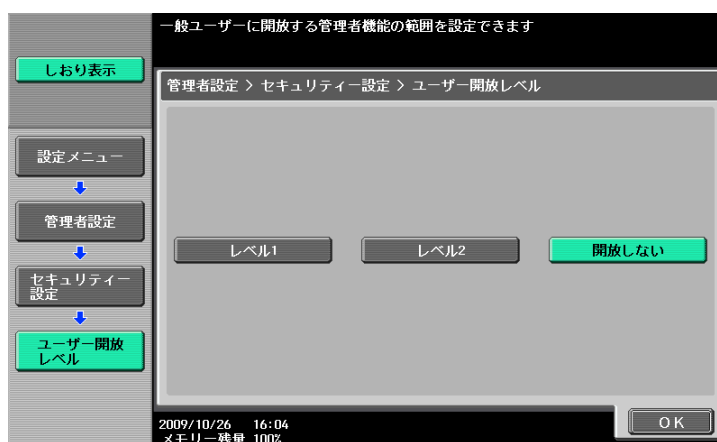 一般ユーザーに開放する管理者機能の範囲を設定できます
しおり表示
管理者設定 > セキュリティー設定 > ユーザー開放レベル
設定メニュー
管理者設定
セキュリティー
設定
ユーザー開放
レベル
レベル1
レベル2
開放しない
2009/10/26 16:04
メモリー残量 100%
OK